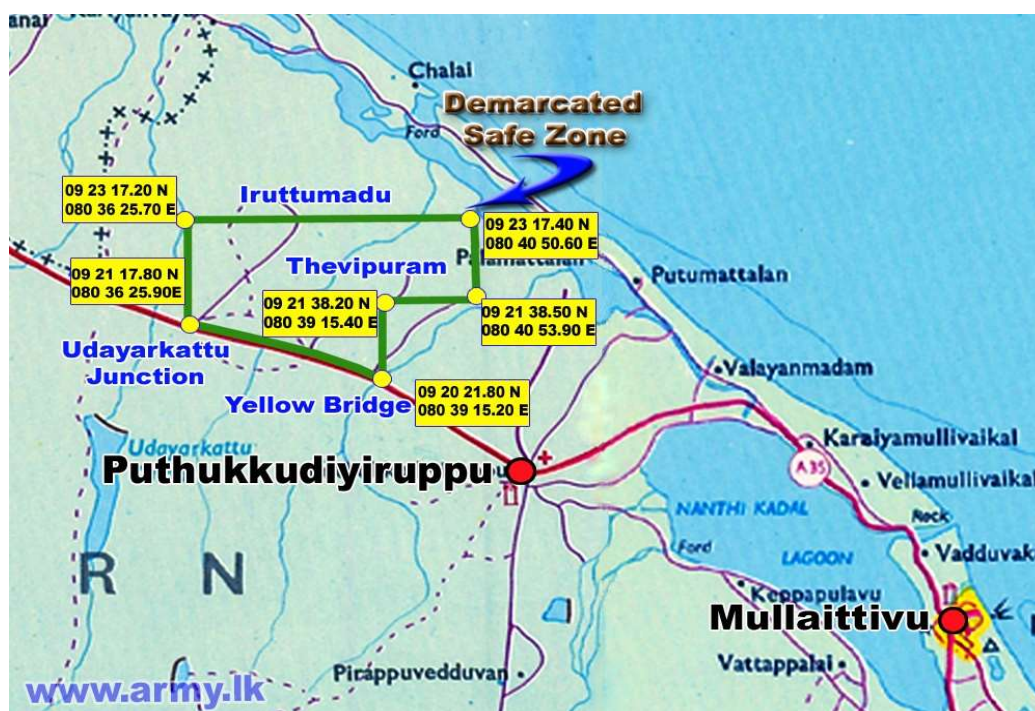 Chalai
Demarcated
Safe Zone
Ford
09 23 17.20 N
080 36 25.70 E
Iruttumadu
09 23 17.40 N
080 40 50.60 E
09 21 17.80 N
080 36 25.90E
Thevipuram
Palamattalan
Putumattalan
09 21 38.20 N
080 39 15.40 E
09 21 38.50 N
080 40 53.90 E
Udayarkattu
Junction
Valayanmadam
Yellow Bridge
09 20 21.80 N
080 39 15.20 E
Udayarkattu
Karaiyamullivaikal
Puthukkudiyiruppu
A35
Vellamullivaikal
NANTHI KADAL
Rock
Ford
LAGOON
Vadduvak
R N
Keppapulavu
Mullaittivu
Vattappalai
Pirappuvedduvan
www.army.lk